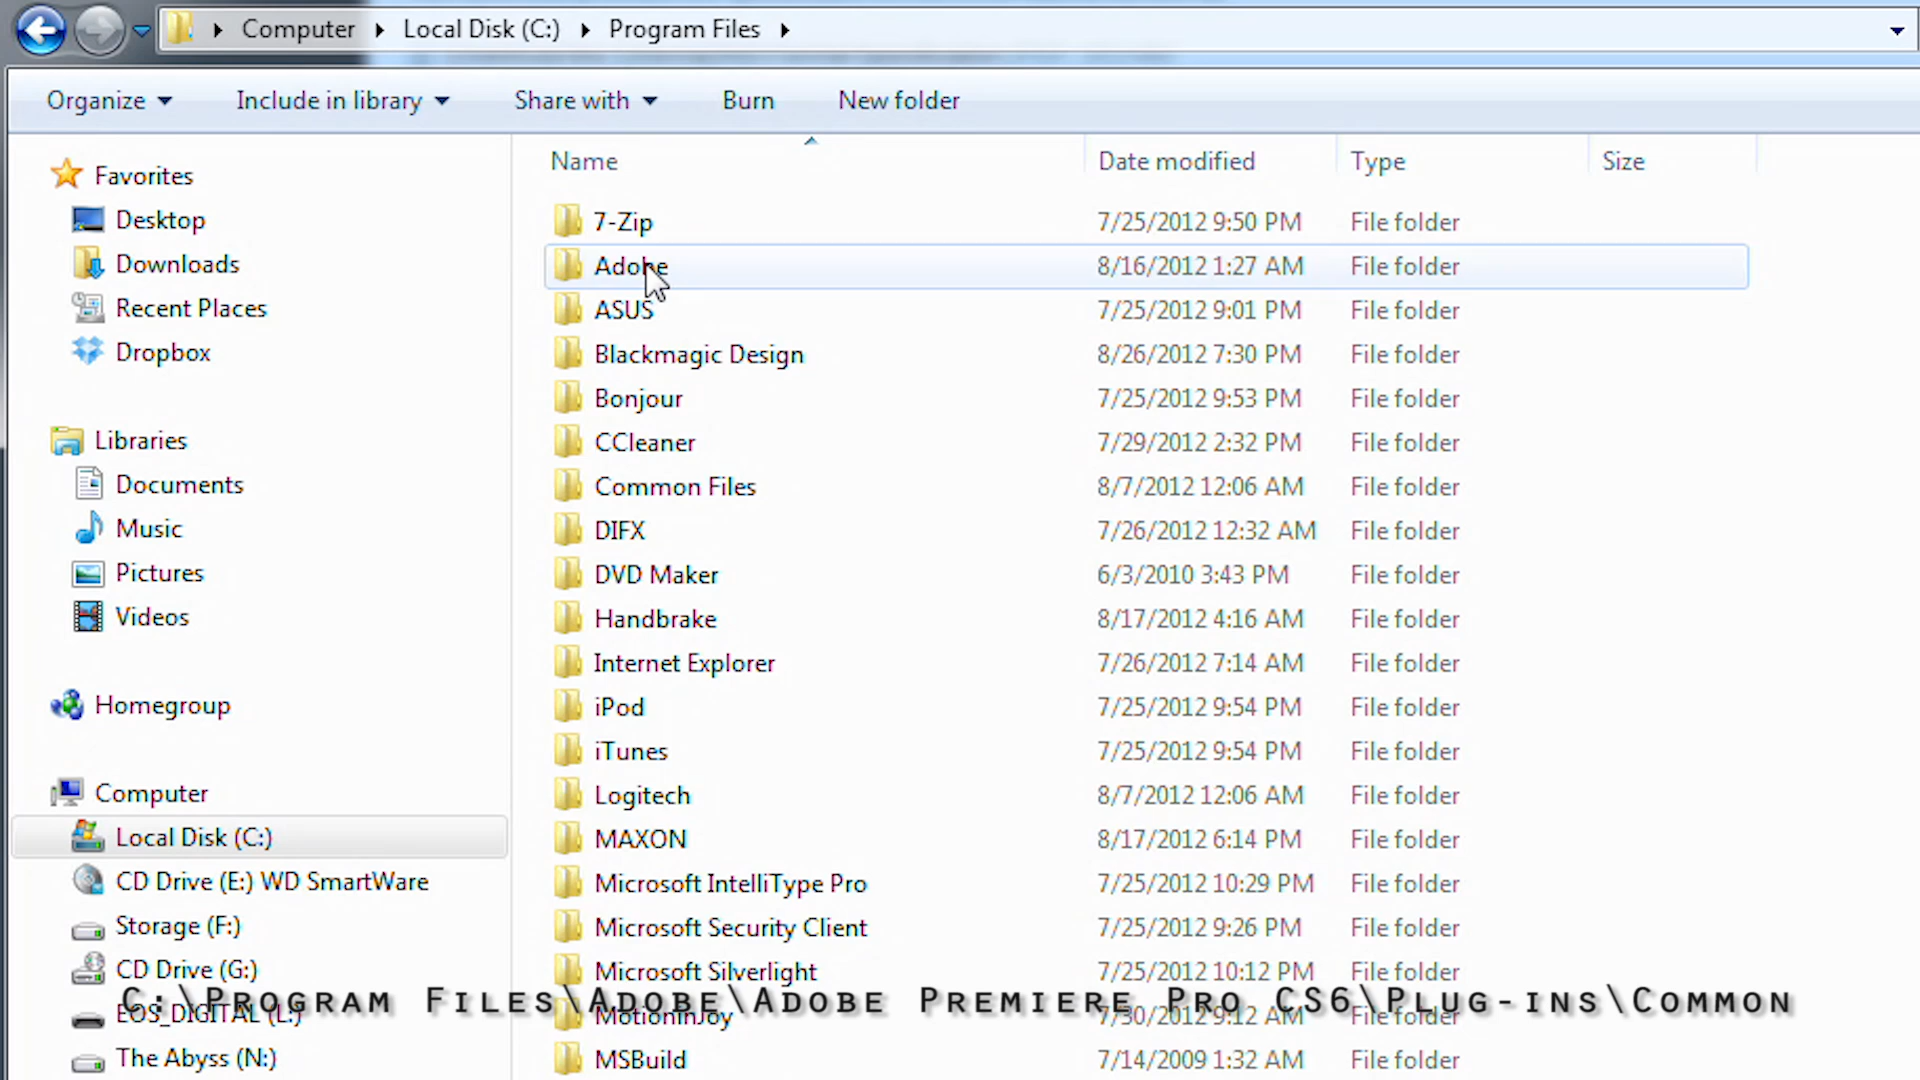 Computer Local Disk (C:) Program Files
Organize Include in library Share with Burn New folder
Favorites
Desktop
Downloads
Recent Places
Dropbox
Libraries
Documents
Music
Pictures
Videos
Homegroup
Computer
Local Disk (C:)
CD Drive (E:) WD SmartWare
Storage (F:)
CD Drive (G:)
EOS_DIGITAL (L:)
The Abyss (N:)
Name Date modified Type Size
7-Zip 7/25/2012 9:50 PM File folder
Adobe 8/16/2012 1:27 AM File folder
ASUS 7/25/2012 9:01 PM File folder
Blackmagic Design 8/26/2012 7:30 PM File folder
Bonjour 7/25/2012 9:53 PM File folder
CCleaner 7/29/2012 2:32 PM File folder
Common Files 8/7/2012 12:06 AM File folder
DIFX 7/26/2012 12:32 AM File folder
DVD Maker 6/3/2010 3:43 PM File folder
Handbrake 8/17/2012 4:16 AM File folder
Internet Explorer 7/26/2012 7:14 AM File folder
iPod 7/25/2012 9:54 PM File folder
iTunes 7/25/2012 9:54 PM File folder
Logitech 8/7/2012 12:06 AM File folder
MAXON 8/17/2012 6:14 PM File folder
Microsoft IntelliType Pro 7/25/2012 10:29 PM File folder
Microsoft Security Client 7/25/2012 9:26 PM File folder
Microsoft Silverlight 7/25/2012 10:12 PM File folder
MotioninJoy 7/30/2012 9:12 AM File folder
MSBuild 7/14/2009 1:32 AM File folder
C:\Program Files\Adobe\Adobe Premiere Pro CS6\Plug-ins\Common